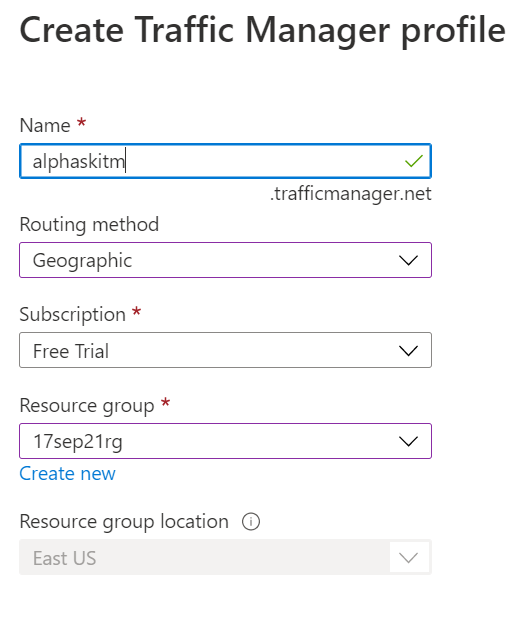 Create Traffic Manager profile
Name *
alphaskitm
.trafficmanager.net
Routing method
Geographic
Subscription *
Free Trial
Resource group *
17sep21rg
Create new
Resource group location
East US